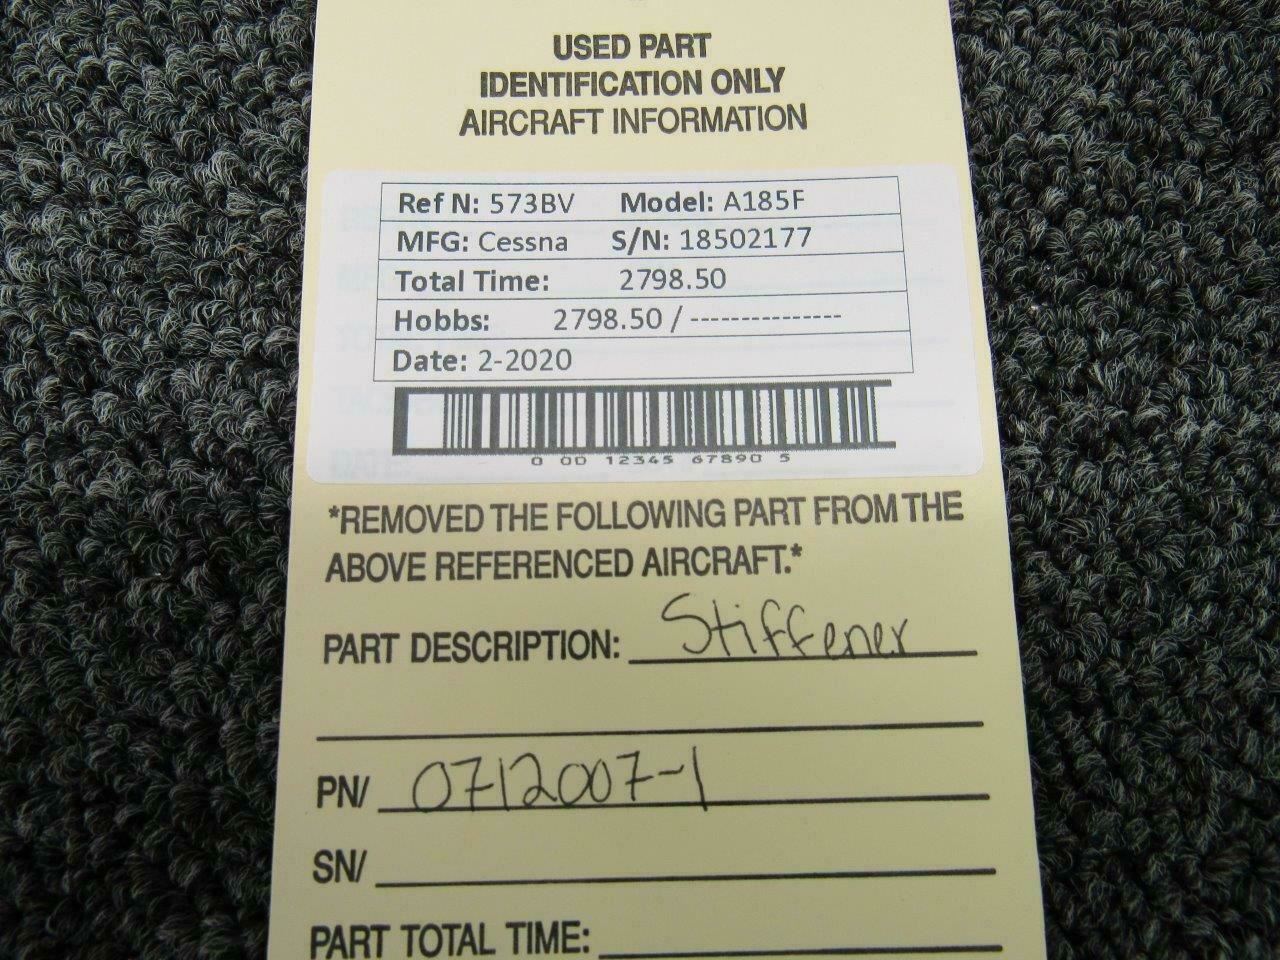 USED PART
IDENTIFICATION ONLY
AIRCRAFT INFORMATION
Ref N: 573BV Model: A185F
MFG: Cessna S/N: 18502177
Total Time: 2798.50
Hobbs: 2798.50 / ---------------
Date: 2-2020
0 00 12345 67890 5
*REMOVED THE FOLLOWING PART FROM THE
ABOVE REFERENCED AIRCRAFT.*
PART DESCRIPTION: Stiffener
PN/ 0712007-1
SN/
PART TOTAL TIME: